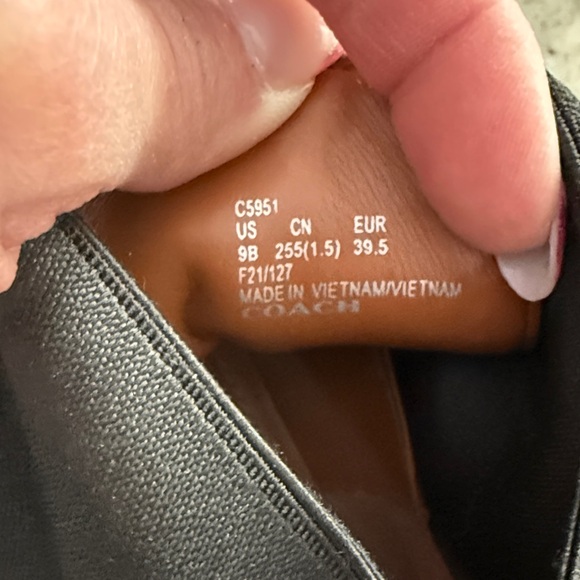 C5951
US CN EUR
9B 255(1.5) 39.5
F21/127
MADE IN VIETNAM/VIETNAM
COACH